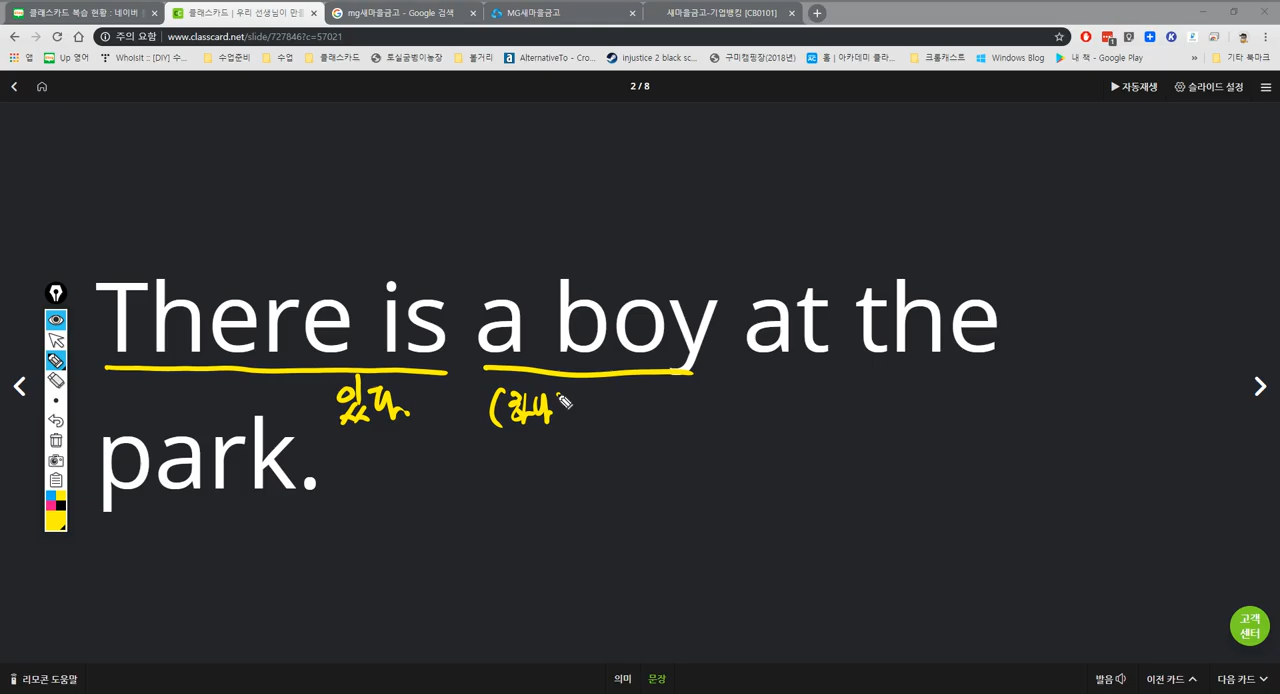 클래스카드 복습 현황 : 네이버
클래스카드 | 우리 선생님이 만들
mg새마을금고 - Google 검색
MG새마을금고
새마을금고-기업뱅킹 [CB0101]
주의 요함 | www.classcard.net/slide/727846?c=57021
앱
Up 영어
WhoisIt :: [DIY] 수...
수업준비
수업
클래스카드
토실굼벵이농장
볼거리
AlternativeTo - Cro...
injustice 2 black sc...
구미캠핑장(2018년)
홈 | 아카데미 클라...
크롬캐스트
Windows Blog
내 책 - Google Play
»
기타 북마크
2 / 8
자동재생
슬라이드 설정
There is a boy at the
있다
(하나
park.
고객
센터
리모콘 도움말
의미
문장
발음
이전 카드
다음 카드